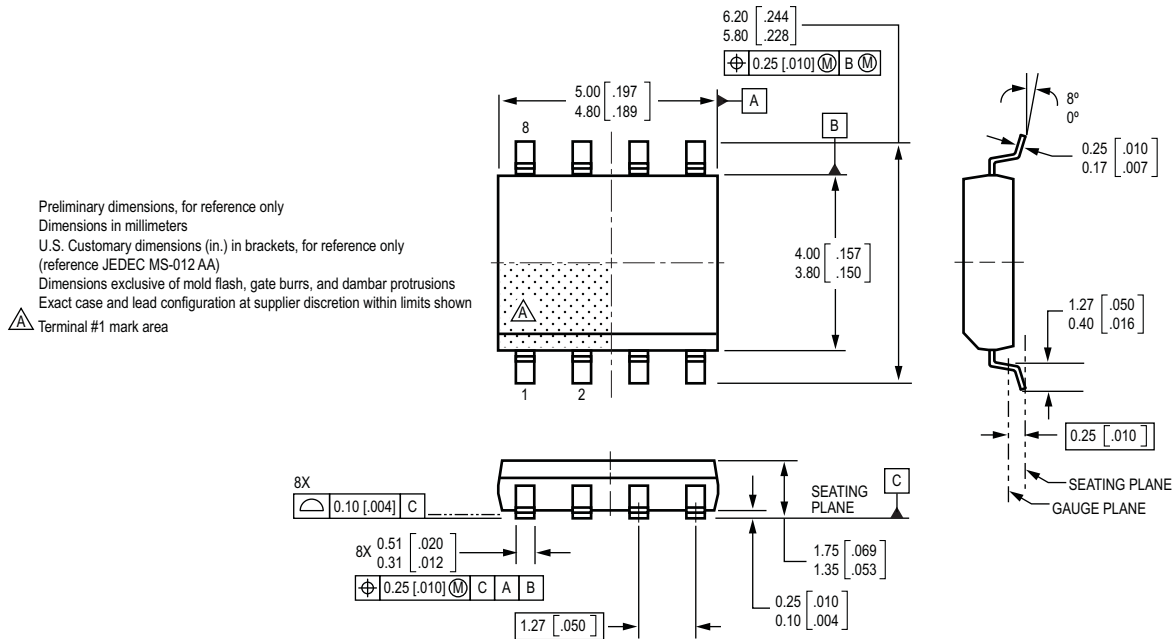 6.20 [.244
5.80 .228]
⌖ 0.25 [.010] Ⓜ B Ⓜ
5.00 [.197
4.80 .189]
A
8
B
8º
0º
0.25 [.010
0.17 .007]
Preliminary dimensions, for reference only
Dimensions in millimeters
U.S. Customary dimensions (in.) in brackets, for reference only
(reference JEDEC MS-012 AA)
Dimensions exclusive of mold flash, gate burrs, and dambar protrusions
Exact case and lead configuration at supplier discretion within limits shown
A Terminal #1 mark area
4.00 [.157
3.80 .150]
A
1.27 [.050
0.40 .016]
1 2
0.25 [.010]
SEATING PLANE
GAUGE PLANE
8X
⌓ 0.10 [.004] C
SEATING
PLANE
C
8X 0.51 [.020
0.31 .012]
⌖ 0.25 [.010] Ⓜ C A B
1.75 [.069
1.35 .053]
0.25 [.010
0.10 .004]
1.27 [.050]